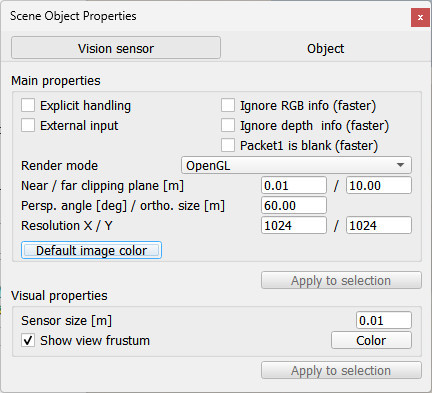 Scene Object Properties
x
Vision sensor Object
Main properties
Explicit handling Ignore RGB info (faster)
External input Ignore depth  info (faster)
Packet1 is blank (faster)
Render mode OpenGL
Near / far clipping plane [m] 0.01 / 10.00
Persp. angle [deg] / ortho. size [m] 60.00
Resolution X / Y 1024 / 1024
Default image color
Apply to selection
Visual properties
Sensor size [m] 0.01
Show view frustum Color
Apply to selection